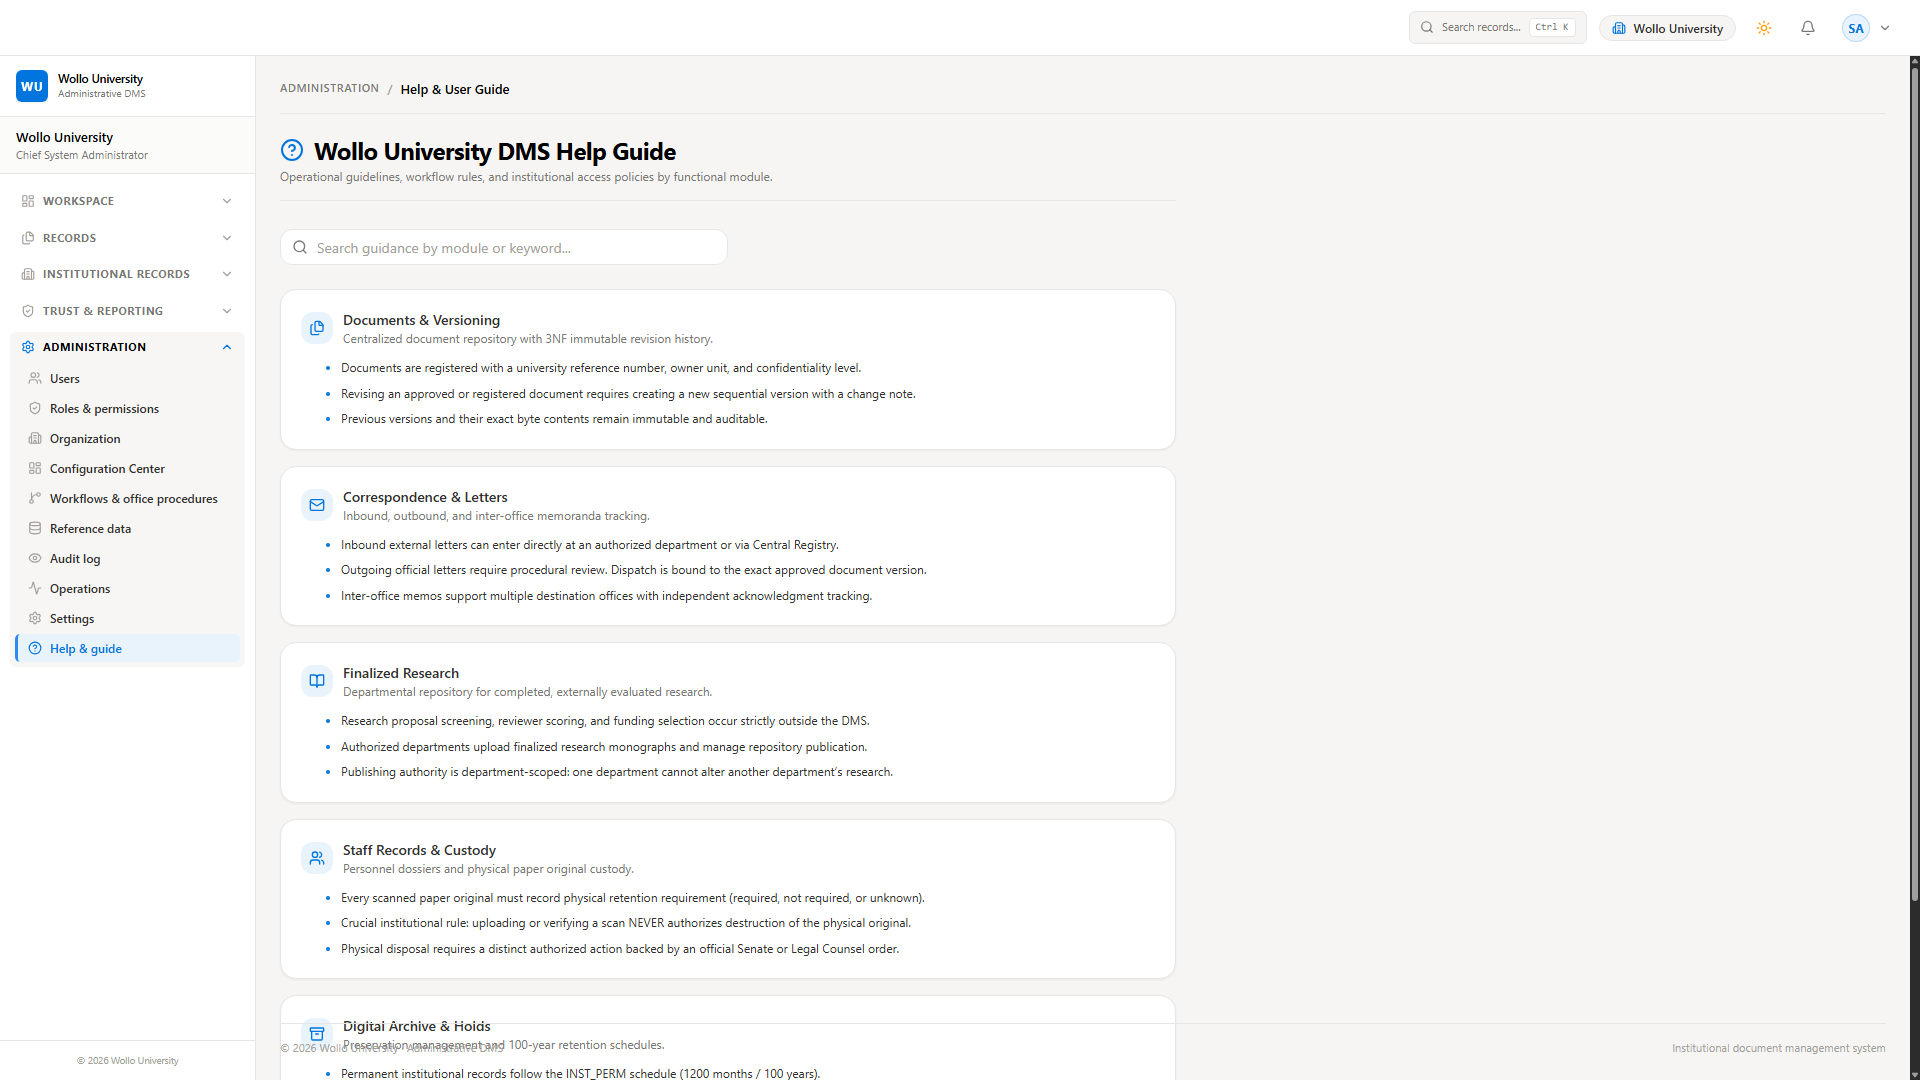 Search records... Ctrl K
Wollo University
SA
WU
Wollo University
Administrative DMS
Wollo University
Chief System Administrator
WORKSPACE
RECORDS
INSTITUTIONAL RECORDS
TRUST & REPORTING
ADMINISTRATION
Users
Roles & permissions
Organization
Configuration Center
Workflows & office procedures
Reference data
Audit log
Operations
Settings
Help & guide
© 2026 Wollo University
ADMINISTRATION / Help & User Guide
Wollo University DMS Help Guide
Operational guidelines, workflow rules, and institutional access policies by functional module.
Search guidance by module or keyword...
Documents & Versioning
Centralized document repository with 3NF immutable revision history.
• Documents are registered with a university reference number, owner unit, and confidentiality level.
• Revising an approved or registered document requires creating a new sequential version with a change note.
• Previous versions and their exact byte contents remain immutable and auditable.
Correspondence & Letters
Inbound, outbound, and inter-office memoranda tracking.
• Inbound external letters can enter directly at an authorized department or via Central Registry.
• Outgoing official letters require procedural review. Dispatch is bound to the exact approved document version.
• Inter-office memos support multiple destination offices with independent acknowledgment tracking.
Finalized Research
Departmental repository for completed, externally evaluated research.
• Research proposal screening, reviewer scoring, and funding selection occur strictly outside the DMS.
• Authorized departments upload finalized research monographs and manage repository publication.
• Publishing authority is department-scoped: one department cannot alter another department's research.
Staff Records & Custody
Personnel dossiers and physical paper original custody.
• Every scanned paper original must record physical retention requirement (required, not required, or unknown).
• Crucial institutional rule: uploading or verifying a scan NEVER authorizes destruction of the physical original.
• Physical disposal requires a distinct authorized action backed by an official Senate or Legal Counsel order.
Digital Archive & Holds
Preservation management and 100-year retention schedules.
© 2026 Wollo University · Administrative DMS
Institutional document management system
• Permanent institutional records follow the INST_PERM schedule (1200 months / 100 years).